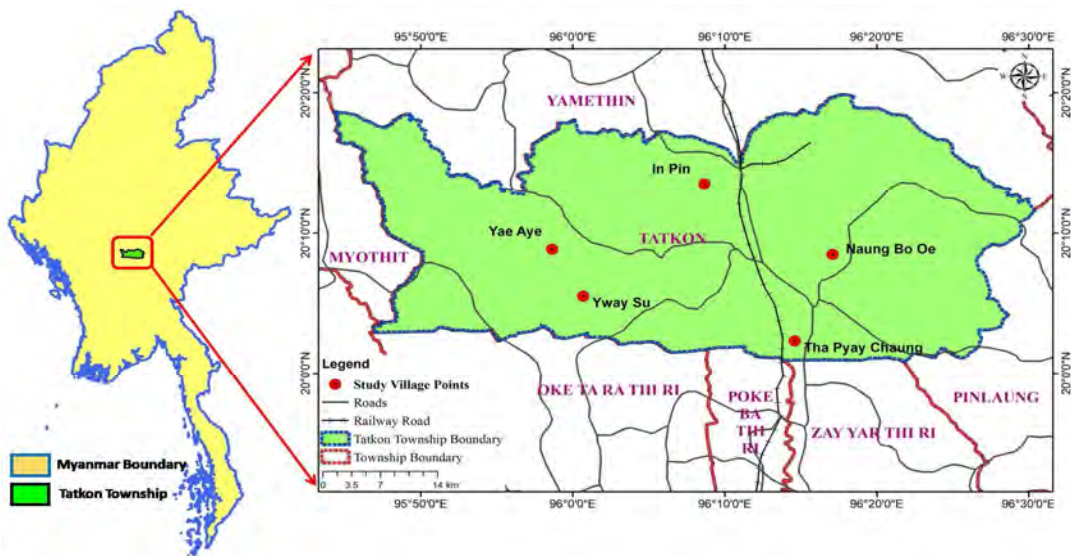 95°50'0"E 96°0'0"E 96°10'0"E 96°20'0"E 96°30'0"E
N
W E
S
20°20'0"N 20°20'0"N
YAMETHIN
In Pin
20°10'0"N 20°10'0"N
Yae Aye
TATKON
Naung Bo Oe
MYOTHIT
Yway Su
Tha Pyay Chaung
20°0'0"N 20°0'0"N
OKE TA RA THI RI
POKE
BA
THI
RI
ZAY YAR THI RI
PINLAUNG
Legend
Study Village Points
Roads
Railway Road
Tatkon Township Boundary
Township Boundary
0 3.5 7 14 km
95°50'0"E 96°0'0"E 96°10'0"E 96°20'0"E 96°30'0"E
Myanmar Boundary
Tatkon Township